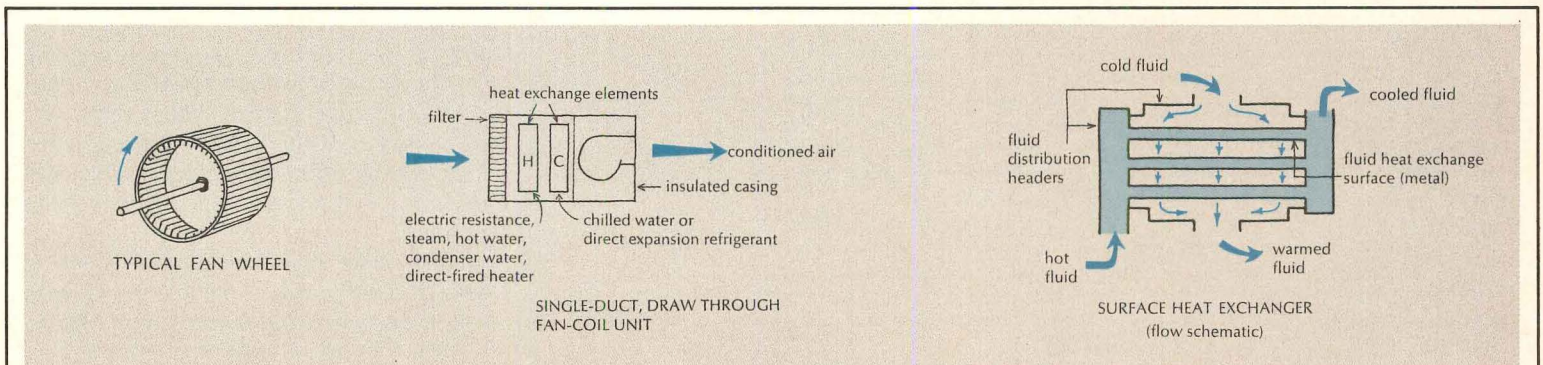 TYPICAL FAN WHEEL
heat exchange elements
filter
H
C
conditioned air
insulated casing
electric resistance,
steam, hot water,
condenser water,
direct-fired heater
chilled water or
direct expansion refrigerant
SINGLE-DUCT, DRAW THROUGH
FAN-COIL UNIT
cold fluid
cooled fluid
fluid
distribution
headers
fluid heat exchange
surface (metal)
hot
fluid
warmed
fluid
SURFACE HEAT EXCHANGER
(flow schematic)